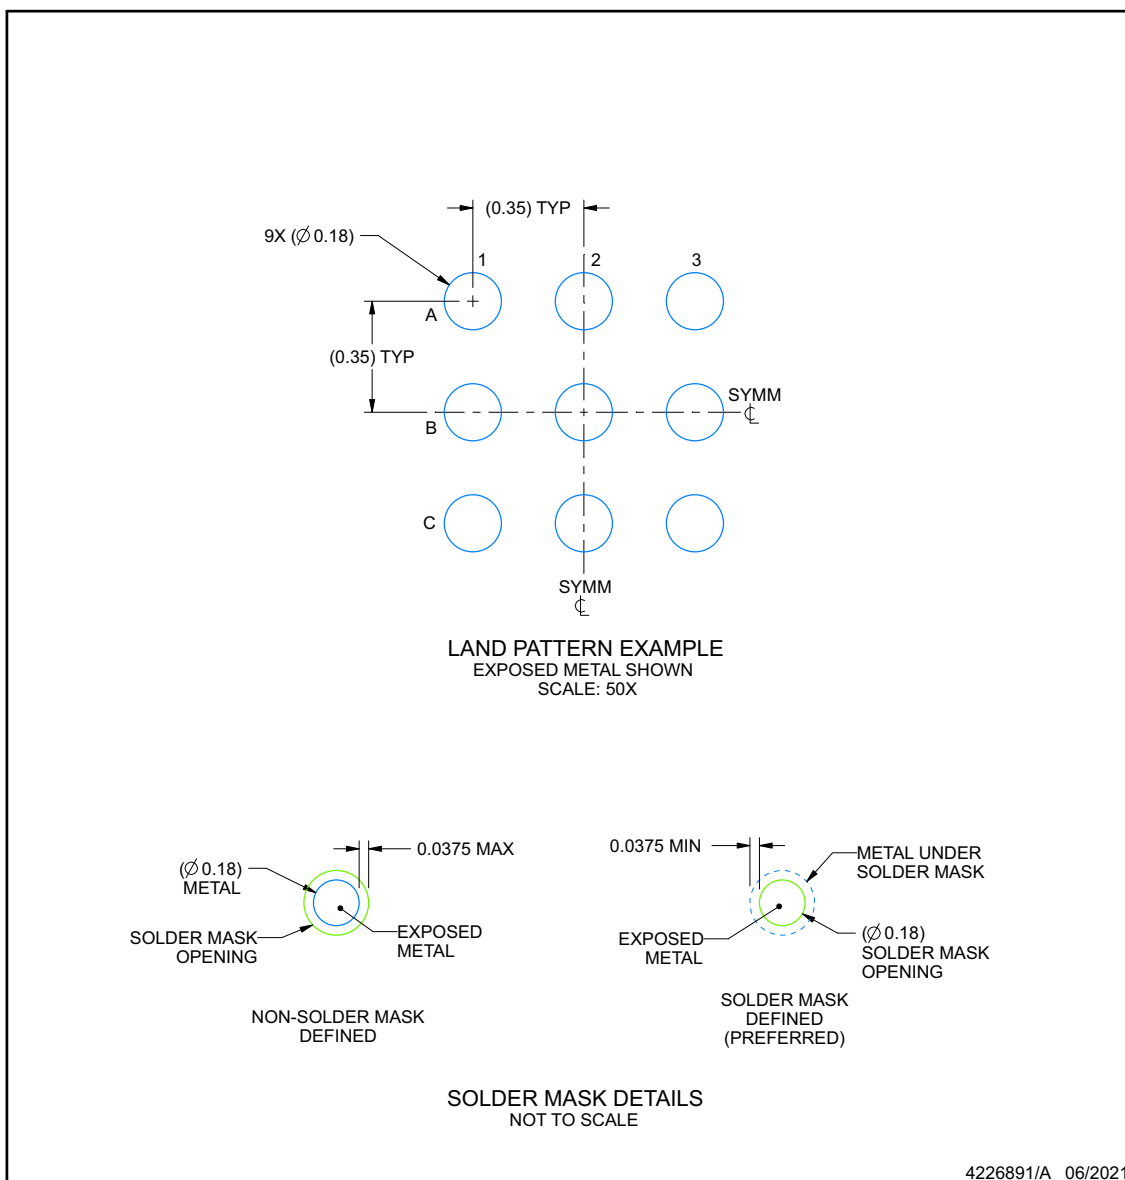 (0.35) TYP
9X (∅ 0.18)
1
2
3
A
(0.35) TYP
SYMM
℄
B
C
SYMM
℄
LAND PATTERN EXAMPLE
EXPOSED METAL SHOWN
SCALE: 50X
(∅ 0.18)
METAL
0.0375 MAX
SOLDER MASK
OPENING
EXPOSED
METAL
NON-SOLDER MASK
DEFINED
0.0375 MIN
METAL UNDER
SOLDER MASK
EXPOSED
METAL
(∅ 0.18)
SOLDER MASK
OPENING
SOLDER MASK
DEFINED
(PREFERRED)
SOLDER MASK DETAILS
NOT TO SCALE
4226891/A 06/2021